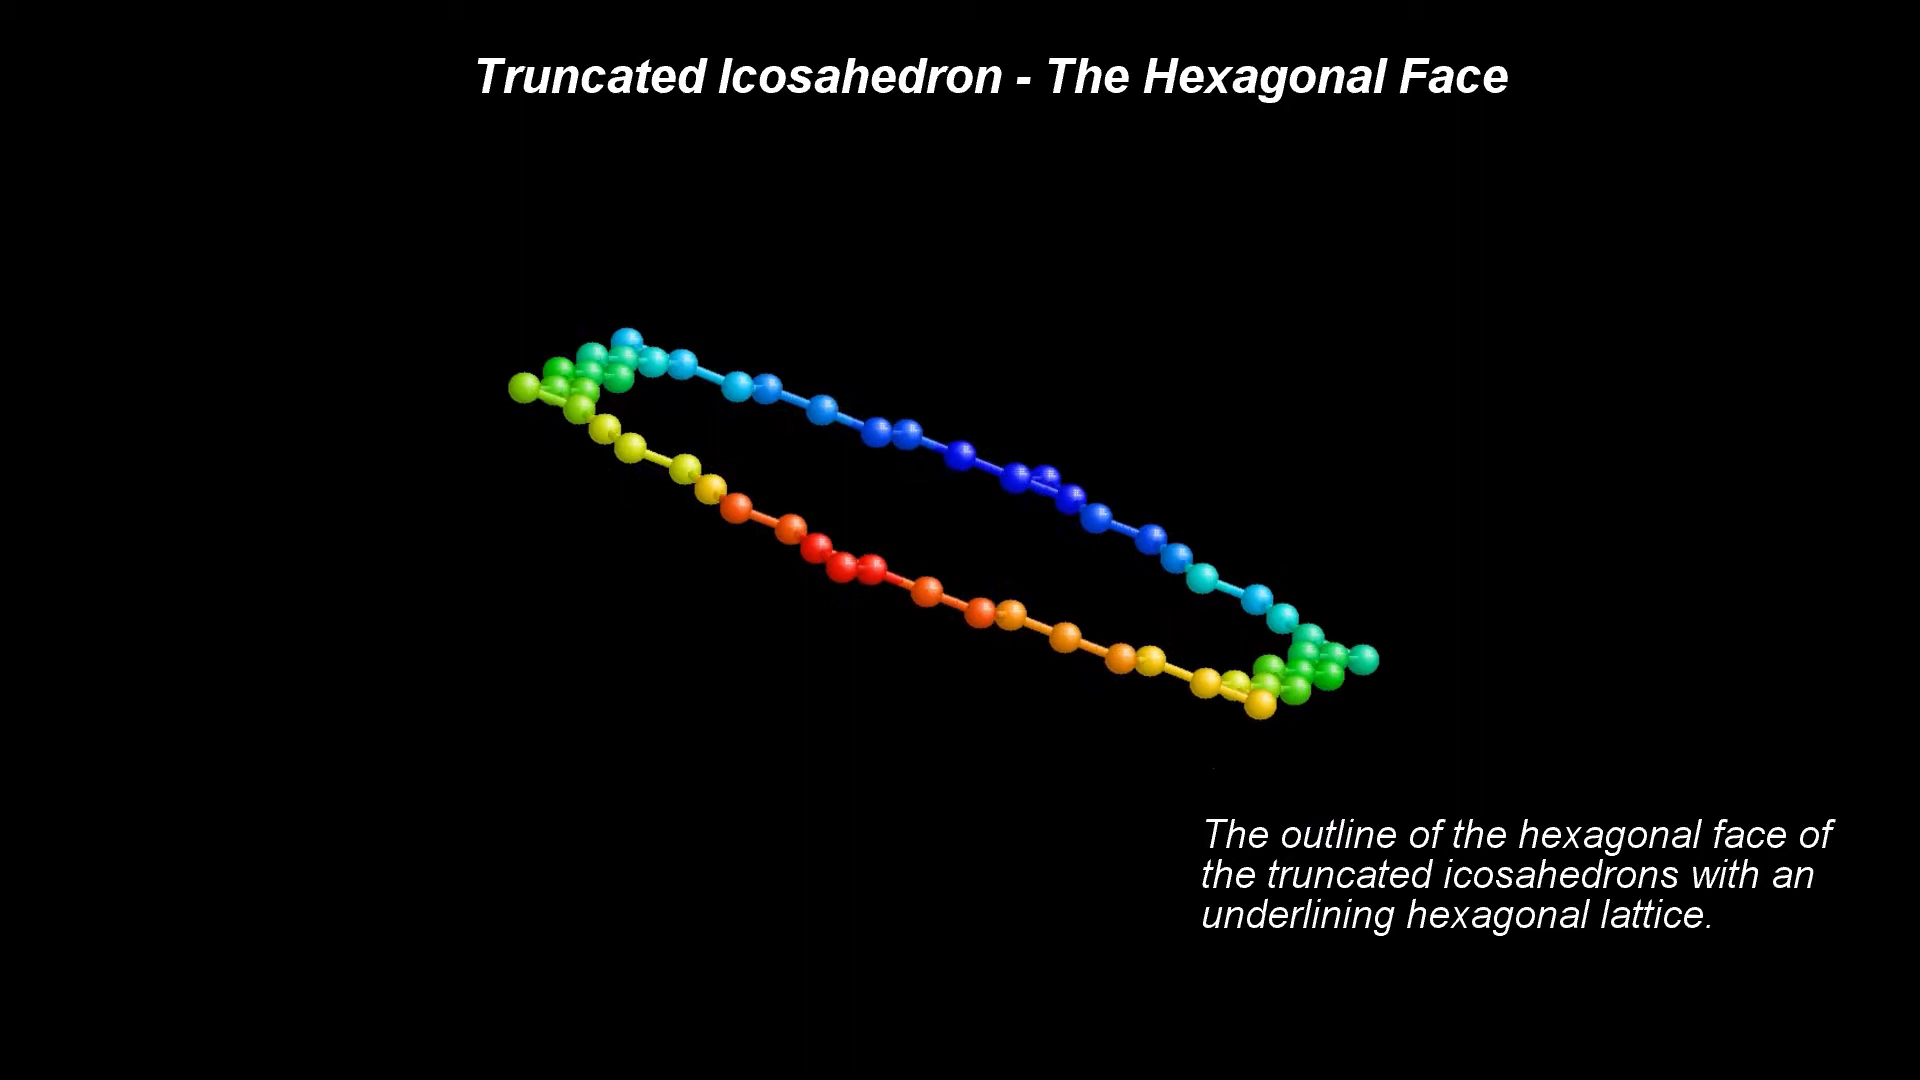 Truncated Icosahedron - The Hexagonal Face
The outline of the hexagonal face of
the truncated icosahedrons with an
underlining hexagonal lattice.